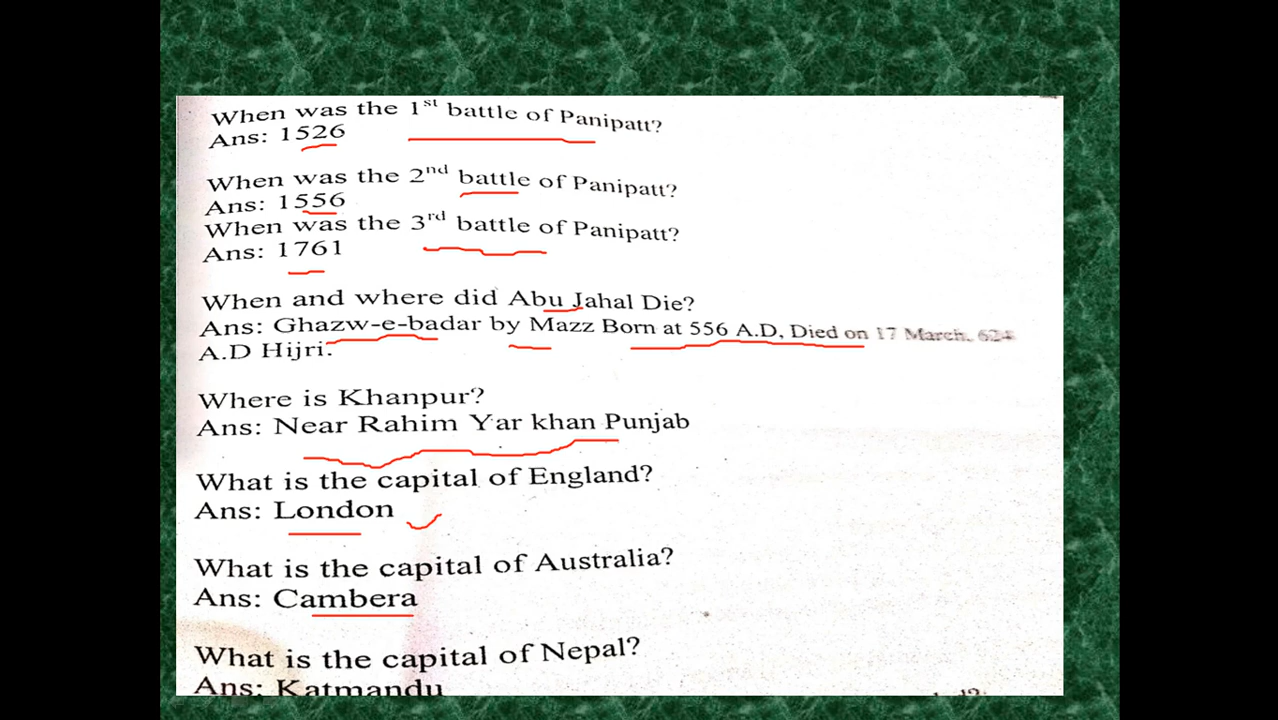 When was the 1st battle of Panipatt?
Ans: 1526
When was the 2nd battle of Panipatt?
Ans: 1556
When was the 3rd battle of Panipatt?
Ans: 1761
When and where did Abu Jahal Die?
Ans: Ghazw-e-badar by Mazz Born at 556 A.D, Died on 17 March, 624
A.D Hijri.
Where is Khanpur?
Ans: Near Rahim Yar khan Punjab
What is the capital of England?
Ans: London
What is the capital of Australia?
Ans: Cambera
What is the capital of Nepal?
Ans: Katmandu